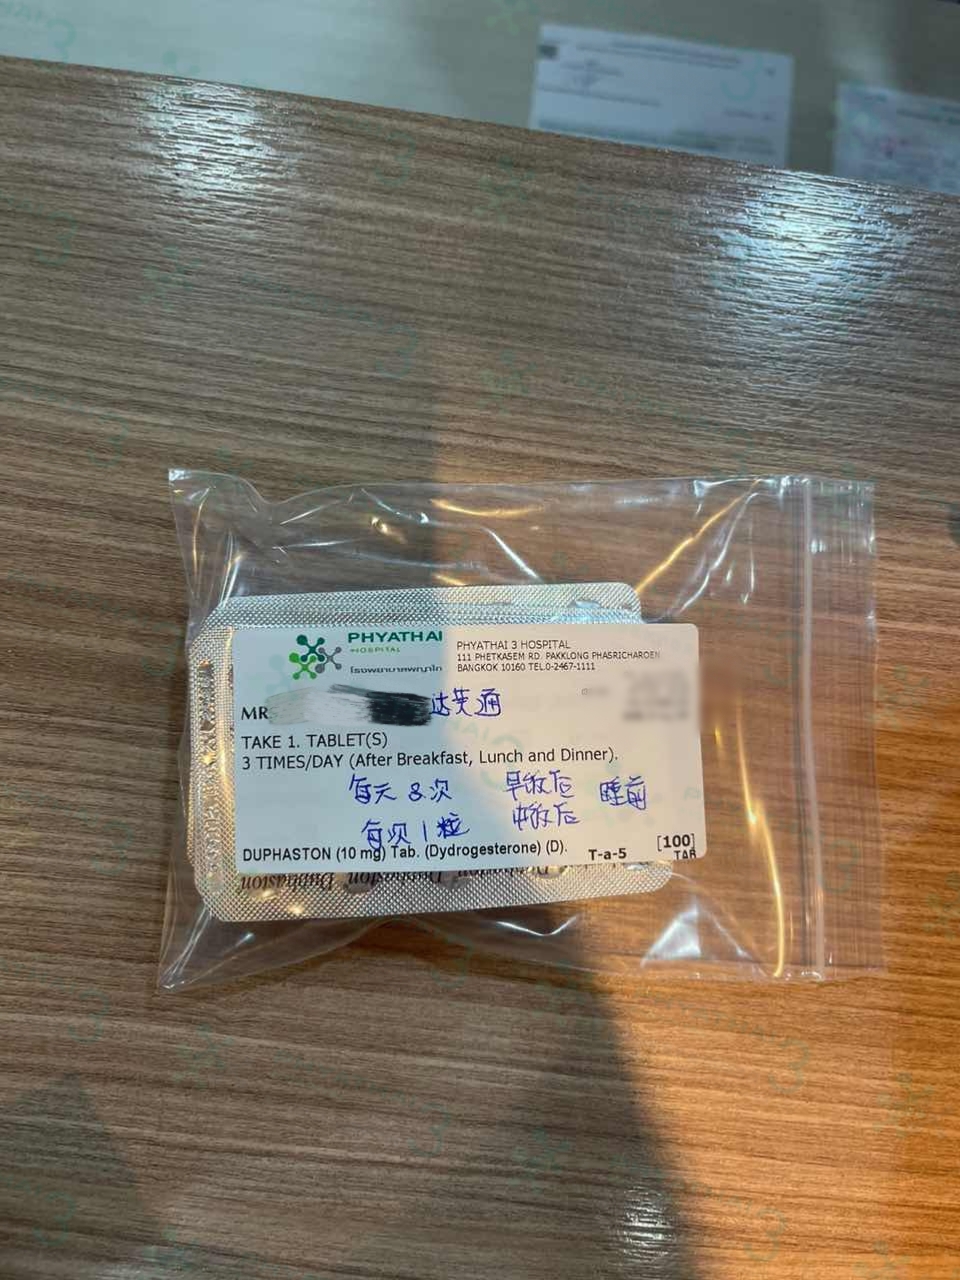 PHYATHAI
HOSPITAL
โรงพยาบาลพญาไท
PHYATHAI 3 HOSPITAL
111 PHETKASEM RD. PAKKLONG PHASRICHAROEN
BANGKOK 10160 TEL.0-2467-1111
MR
达芙通
TAKE 1. TABLET(S)
3 TIMES/DAY (After Breakfast, Lunch and Dinner).
每天 3 次 早 后 睡前
每次 1 粒 中 后
DUPHASTON (10 mg) Tab. (Dydrogesterone) (D). T-a-5 [100]
TAB
Duphaston Duphaston